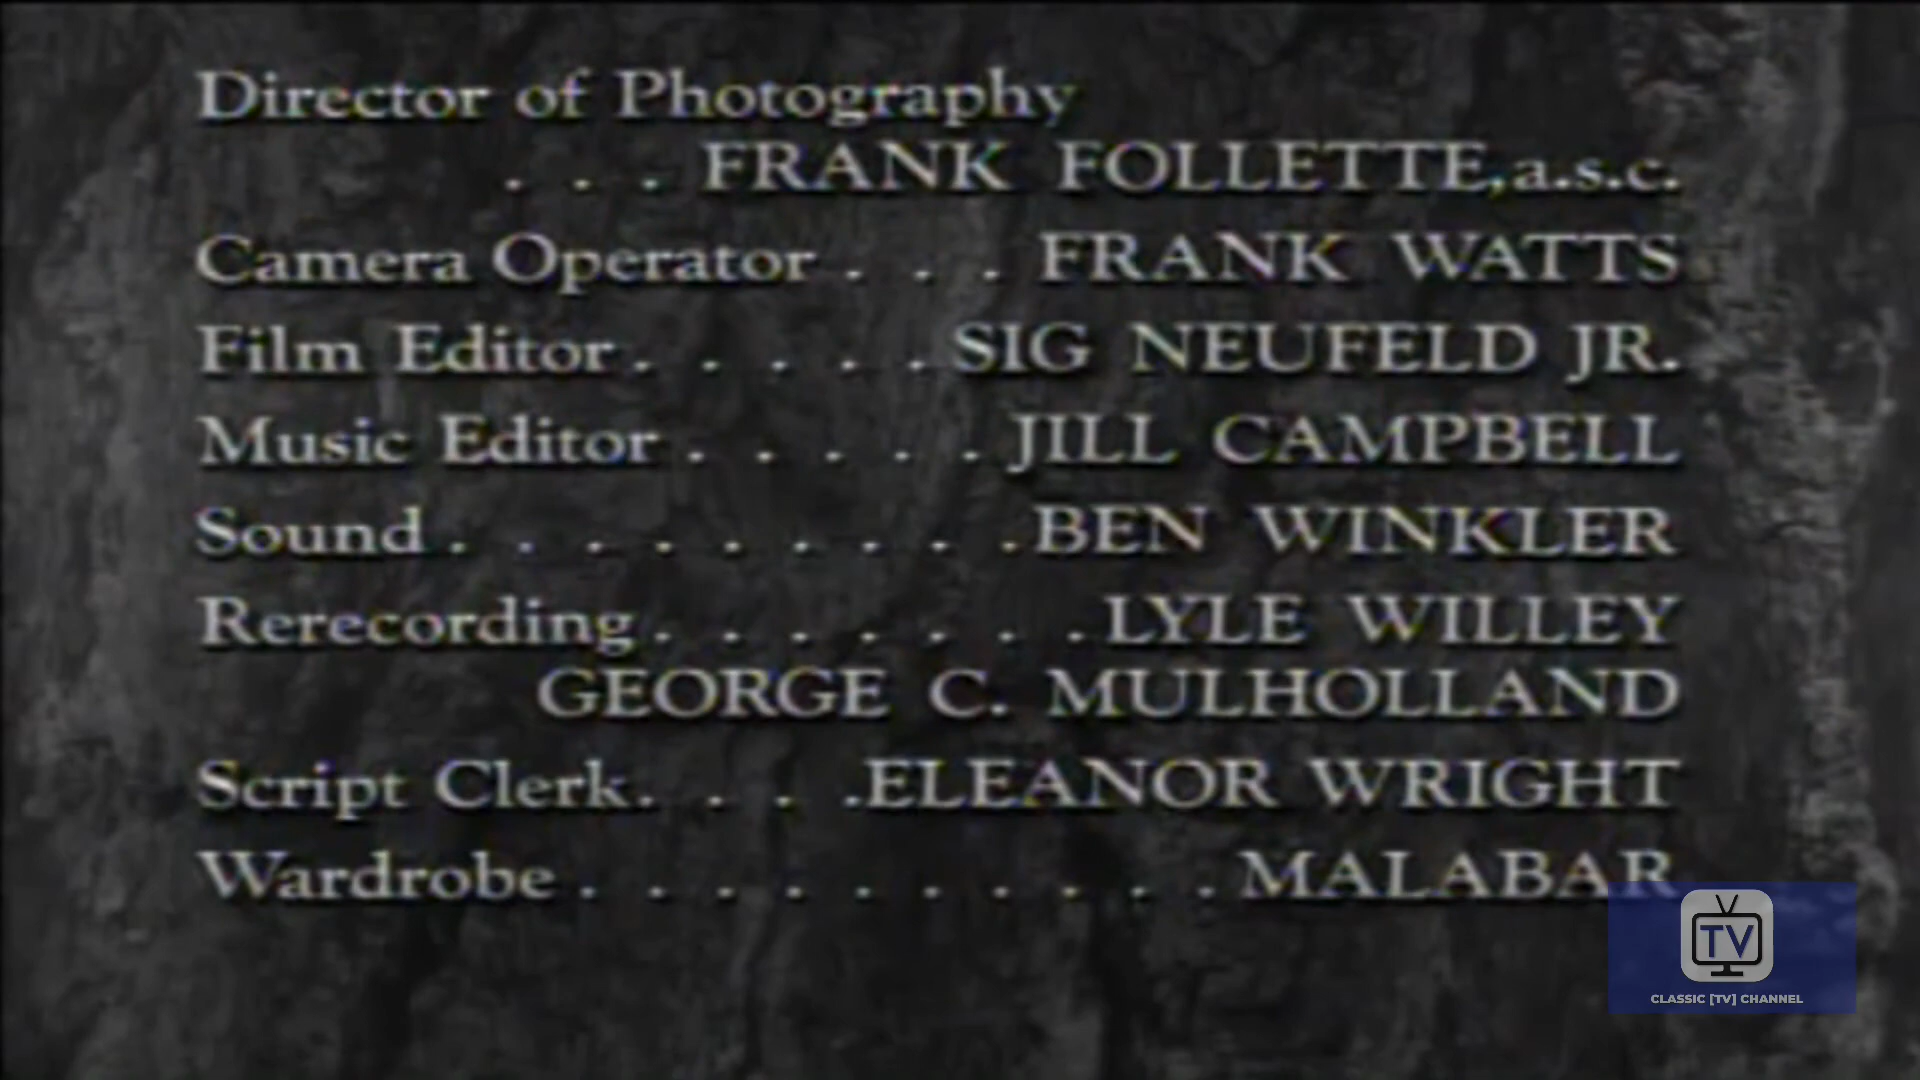 Director of Photography
. . . FRANK FOLLETTE,a.s.c.
Camera Operator . . . FRANK WATTS
Film Editor . . . . . SIG NEUFELD JR.
Music Editor . . . . . JILL CAMPBELL
Sound . . . . . . . . . BEN WINKLER
Rerecording . . . . . . . LYLE WILLEY
GEORGE C. MULHOLLAND
Script Clerk. . . .ELEANOR WRIGHT
Wardrobe . . . . . . . . . . MALABAR
TV
CLASSIC [TV] CHANNEL